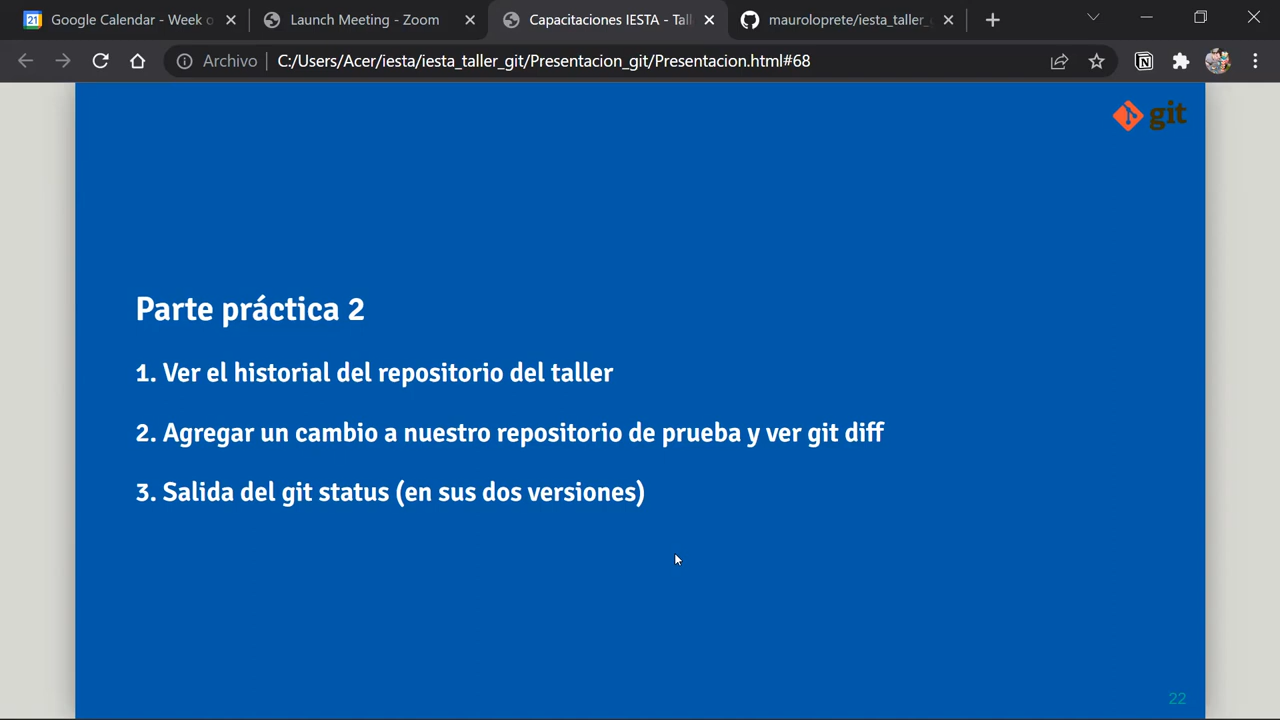 Google Calendar - Week o
Launch Meeting - Zoom
Capacitaciones IESTA - Tall
mauroloprete/iesta_taller_
Archivo
C:/Users/Acer/iesta/iesta_taller_git/Presentacion_git/Presentacion.html#68
git
Parte práctica 2
1. Ver el historial del repositorio del taller
2. Agregar un cambio a nuestro repositorio de prueba y ver git diff
3. Salida del git status (en sus dos versiones)
22